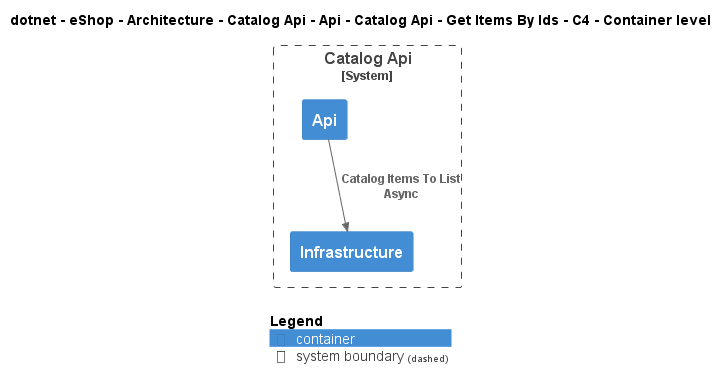 dotnet - eShop - Architecture - Catalog Api - Api - Catalog Api - Get Items By Ids - C4 - Container level
Catalog Api
[System]
Api
Catalog Items To List
Async
Infrastructure
Legend
container
system boundary (dashed)